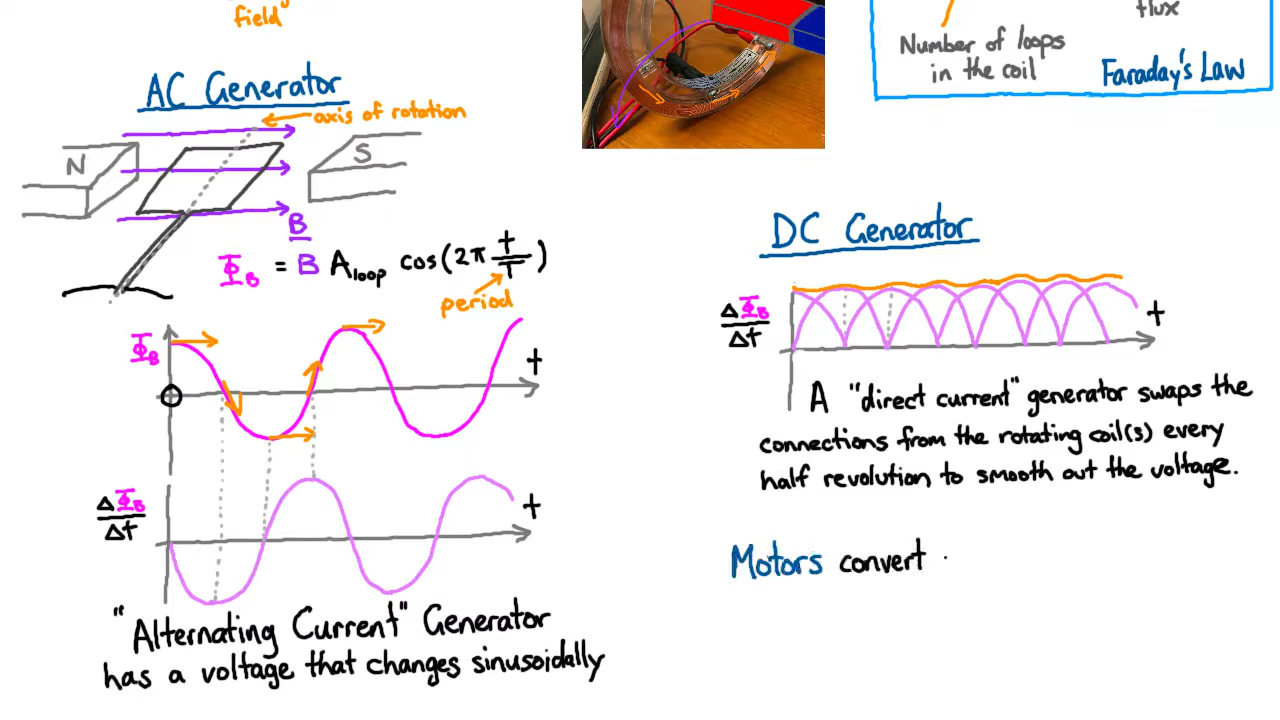 field
AC Generator
axis of rotation
N
S
B
Φ_B = B A_loop cos(2π t/T)
period
Φ_B
t
ΔΦ_B/Δt
t
"Alternating Current" Generator
has a voltage that changes sinusoidally
Number of loops
in the coil
flux
Faraday's Law
DC Generator
ΔΦ_B/Δt
t
A "direct current" generator swaps the
connections from the rotating coil(s) every
half revolution to smooth out the voltage.
Motors convert